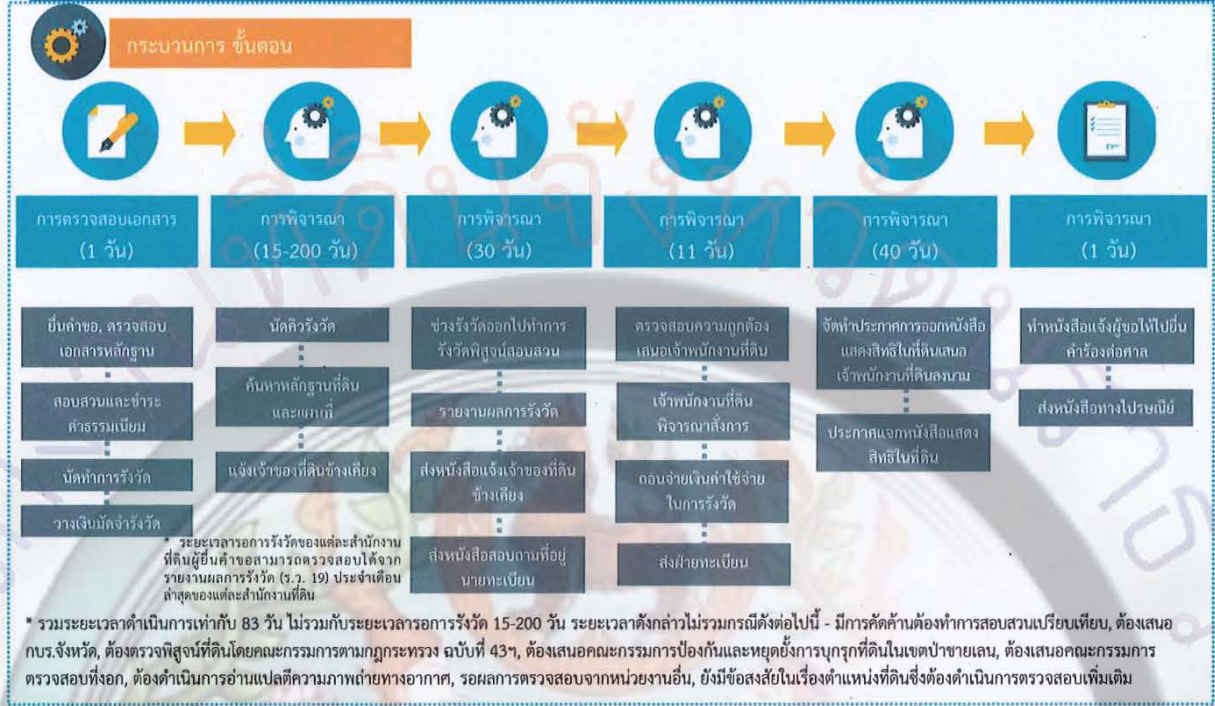 กระบวนการ ขั้นตอน
การตรวจสอบเอกสาร
(1 วัน)
การพิจารณา
(15-200 วัน)
การพิจารณา
(30 วัน)
การพิจารณา
(11 วัน)
การพิจารณา
(40 วัน)
การพิจารณา
(1 วัน)
ยื่นคำขอ, ตรวจสอบ
เอกสารหลักฐาน
สอบสวนและชำระ
ค่าธรรมเนียม
นัดทำการรังวัด
วางเงินมัดจำรังวัด
นัดคิวรังวัด
ค้นหาหลักฐานที่ดิน
และแผนที่
แจ้งเจ้าของที่ดินข้างเคียง
* ระยะเวลารอการรังวัดของแต่ละสำนักงาน
ที่ดินผู้ยื่นคำขอสามารถตรวจสอบได้จาก
รายงานผลการรังวัด (ร.ว. 19) ประจำเดือน
ล่าสุดของแต่ละสำนักงานที่ดิน
ช่างรังวัดออกไปทำการ
รังวัดพิสูจน์สอบสวน
รายงานผลการรังวัด
ส่งหนังสือแจ้งเจ้าของที่ดิน
ข้างเคียง
ส่งหนังสือสอบถามที่อยู่
นายทะเบียน
ตรวจสอบความถูกต้อง
เสนอเจ้าพนักงานที่ดิน
เจ้าพนักงานที่ดิน
พิจารณาสั่งการ
ถอนจ่ายเงินค่าใช้จ่าย
ในการรังวัด
ส่งฝ่ายทะเบียน
จัดทำประกาศการออกหนังสือ
แสดงสิทธิในที่ดินเสนอ
เจ้าพนักงานที่ดินลงนาม
ประกาศแจกหนังสือแสดง
สิทธิในที่ดิน
ทำหนังสือแจ้งผู้ขอให้ไปยื่น
คำร้องต่อศาล
ส่งหนังสือทางไปรษณีย์
* รวมระยะเวลาดำเนินการเท่ากับ 83 วัน ไม่รวมกับระยะเวลารอการรังวัด 15-200 วัน ระยะเวลาดังกล่าวไม่รวมกรณีดังต่อไปนี้ - มีการคัดค้านต้องทำการสอบสวนเปรียบเทียบ, ต้องเสนอ
กบร.จังหวัด, ต้องตรวจพิสูจน์ที่ดินโดยคณะกรรมการตามกฎกระทรวง ฉบับที่ 43ฯ, ต้องเสนอคณะกรรมการป้องกันและหยุดยั้งการบุกรุกที่ดินในเขตป่าชายเลน, ต้องเสนอคณะกรรมการ
ตรวจสอบที่งอก, ต้องดำเนินการอ่านแปลตีความภาพถ่ายทางอากาศ, รอผลการตรวจสอบจากหน่วยงานอื่น, ยังมีข้อสงสัยในเรื่องตำแหน่งที่ดินซึ่งต้องดำเนินการตรวจสอบเพิ่มเติม